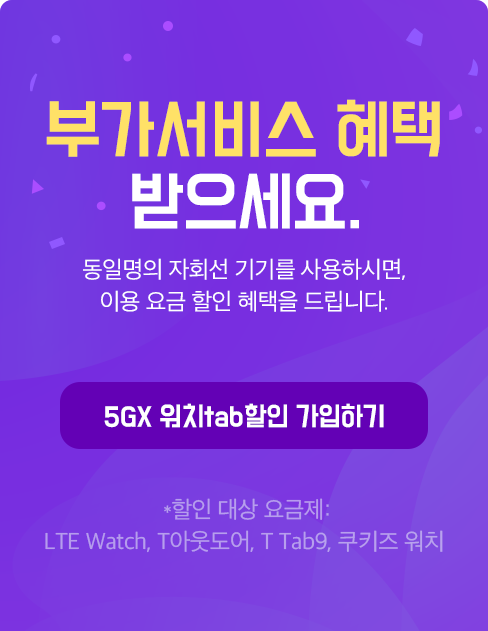 부가서비스 혜택
받으세요.
동일명의 자회선 기기를 사용하시면,
이용 요금 할인 혜택을 드립니다.
5GX 워치tab할인 가입하기
*할인 대상 요금제:
LTE Watch, T아웃도어, T Tab9, 쿠키즈 워치